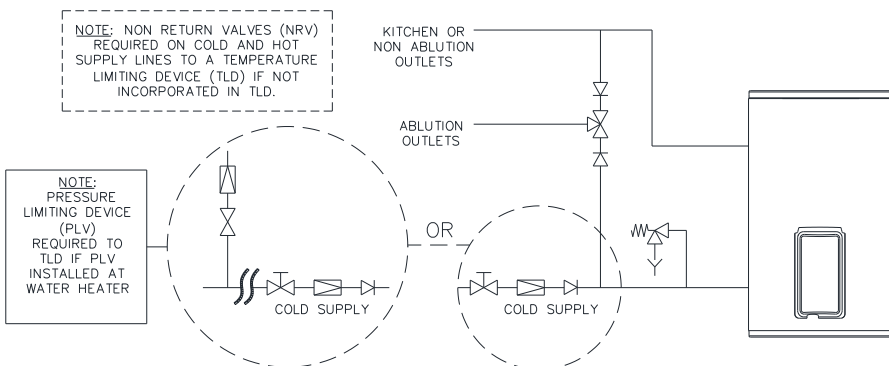 NOTE: NON RETURN VALVES (NRV)
REQUIRED ON COLD AND HOT
SUPPLY LINES TO A TEMPERATURE
LIMITING DEVICE (TLD) IF NOT
INCORPORATED IN TLD.
KITCHEN OR
NON ABLUTION
OUTLETS
ABLUTION
OUTLETS
NOTE:
PRESSURE
LIMITING DEVICE
(PLV)
REQUIRED TO
TLD IF PLV
INSTALLED AT
WATER HEATER
OR
COLD SUPPLY
COLD SUPPLY